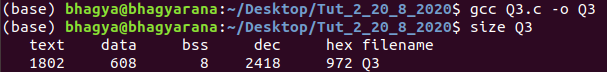 (base) bhagya@bhagyarana:~/Desktop/Tut_2_20_8_2020$ gcc Q3.c -o Q3
(base) bhagya@bhagyarana:~/Desktop/Tut_2_20_8_2020$ size Q3
   text    data     bss     dec     hex filename
   1802     608       8    2418     972 Q3